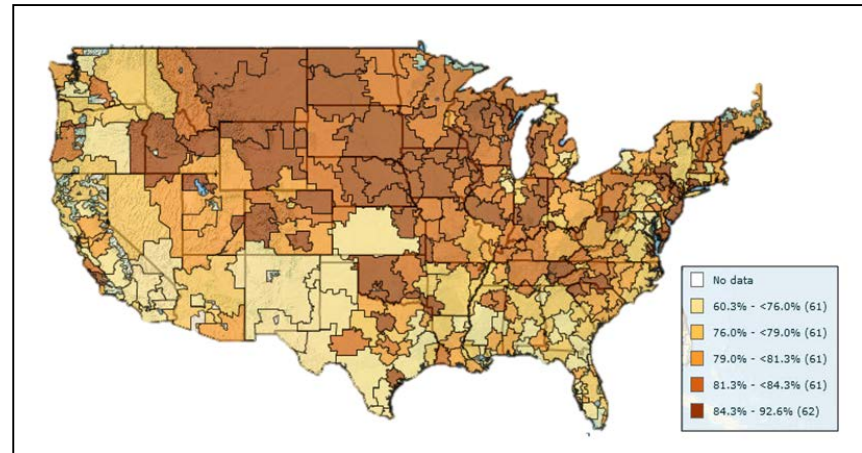 No data
60.3% - <76.0% (61)
76.0% - <79.0% (61)
79.0% - <81.3% (61)
81.3% - <84.3% (61)
84.3% - 92.6% (62)